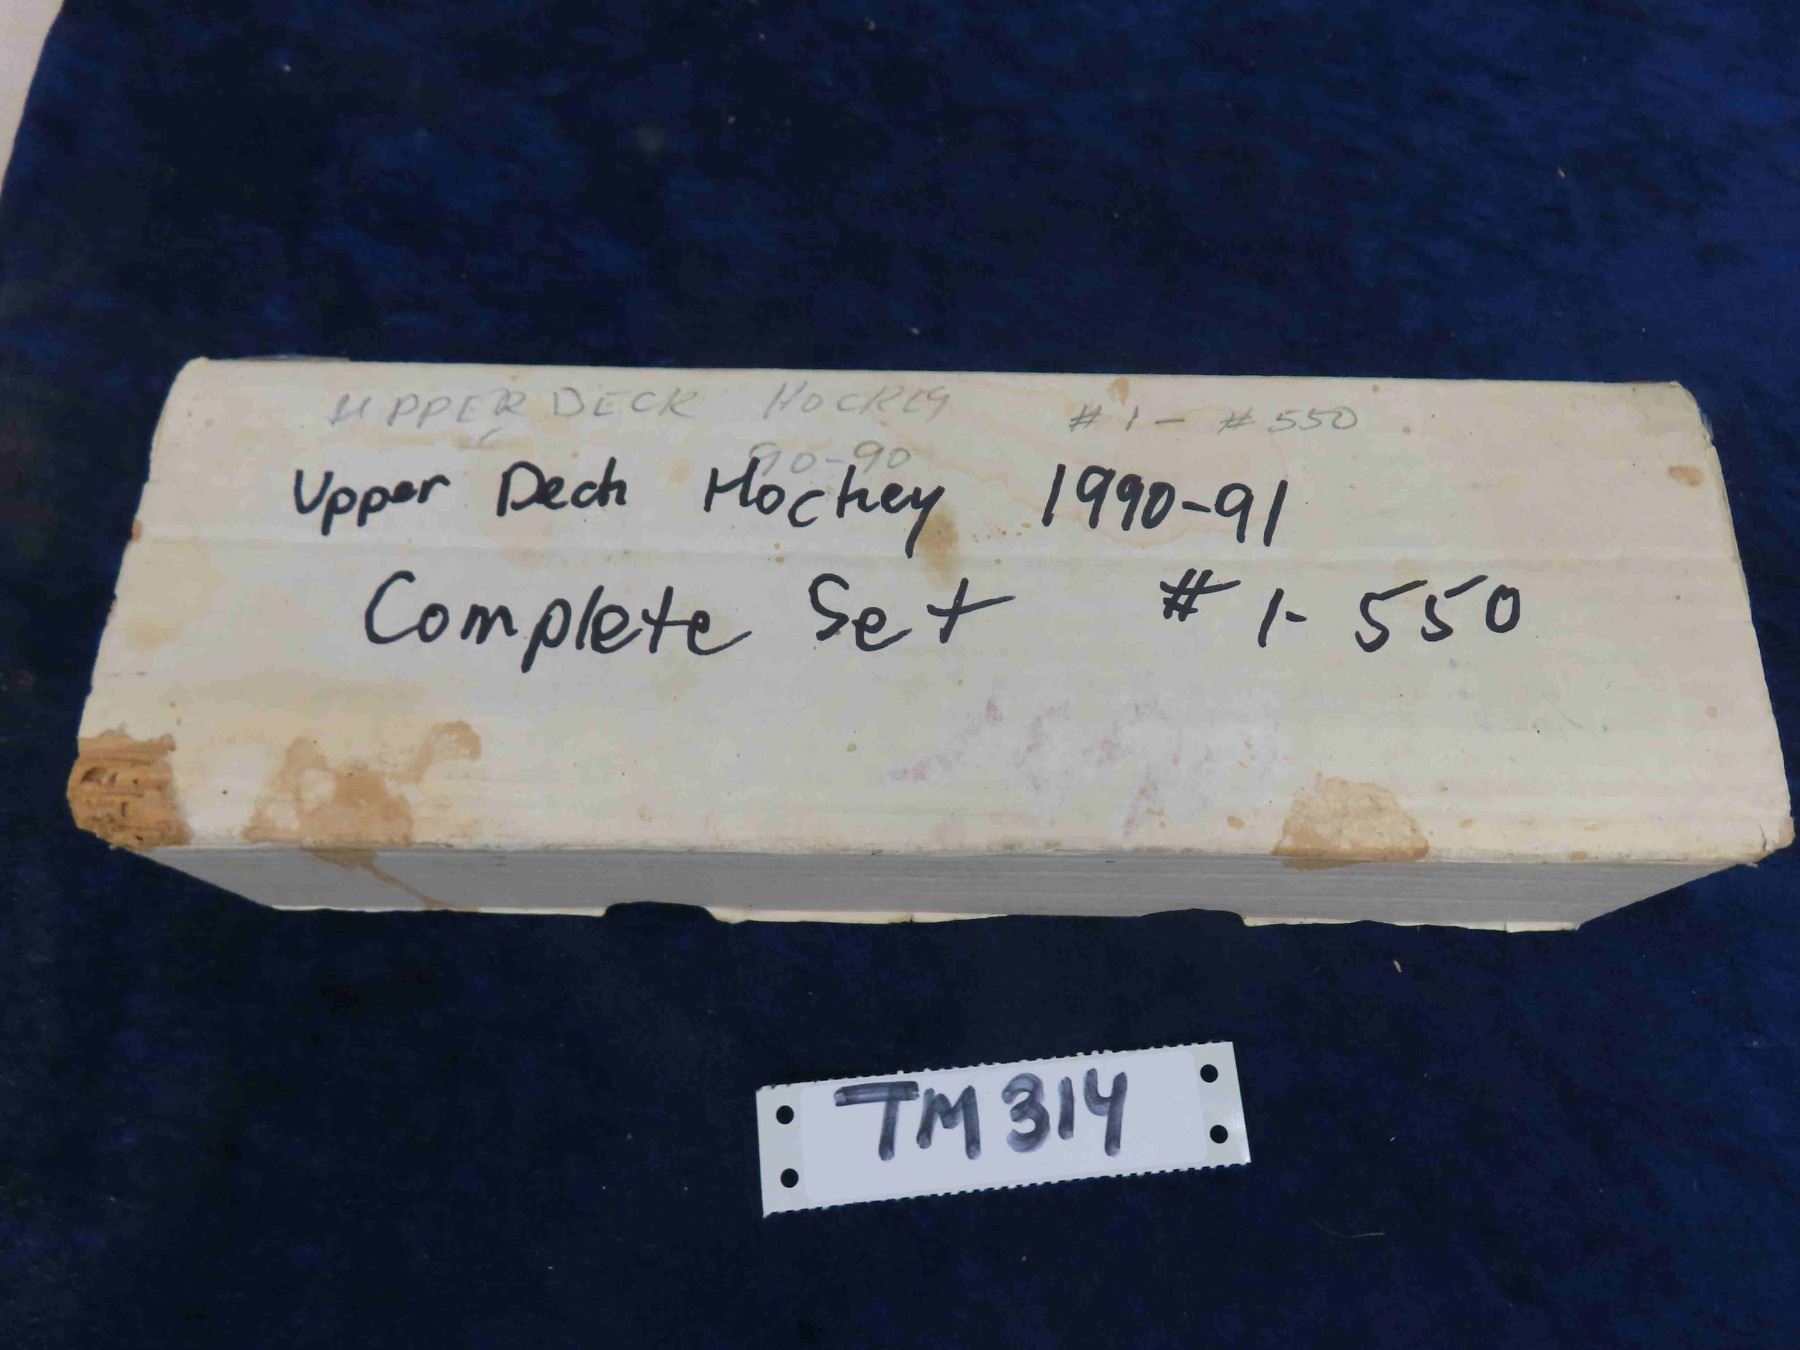 UPPER DECK HOCKEY #1 - #550
90-90
Upper Deck Hockey 1990-91
Complete Set # 1- 550
TM314